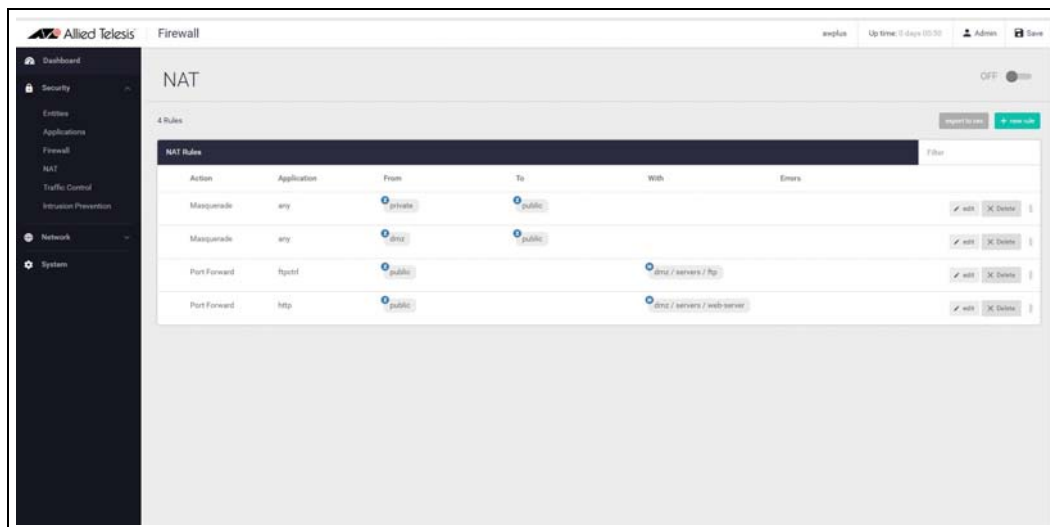 Allied Telesis Firewall awplus Up time: 0 days 00:50 Admin Save
Dashboard
Security
Entities
Applications
Firewall
NAT
Traffic Control
Intrusion Prevention
Network
System
NAT OFF
4 Rules export to csv + new rule
NAT Rules Filter
Action Application From To With Errors
Masquerade any private public edit Delete
Masquerade any dmz public edit Delete
Port Forward ftpctrl public dmz / servers / ftp edit Delete
Port Forward http public dmz / servers / web-server edit Delete